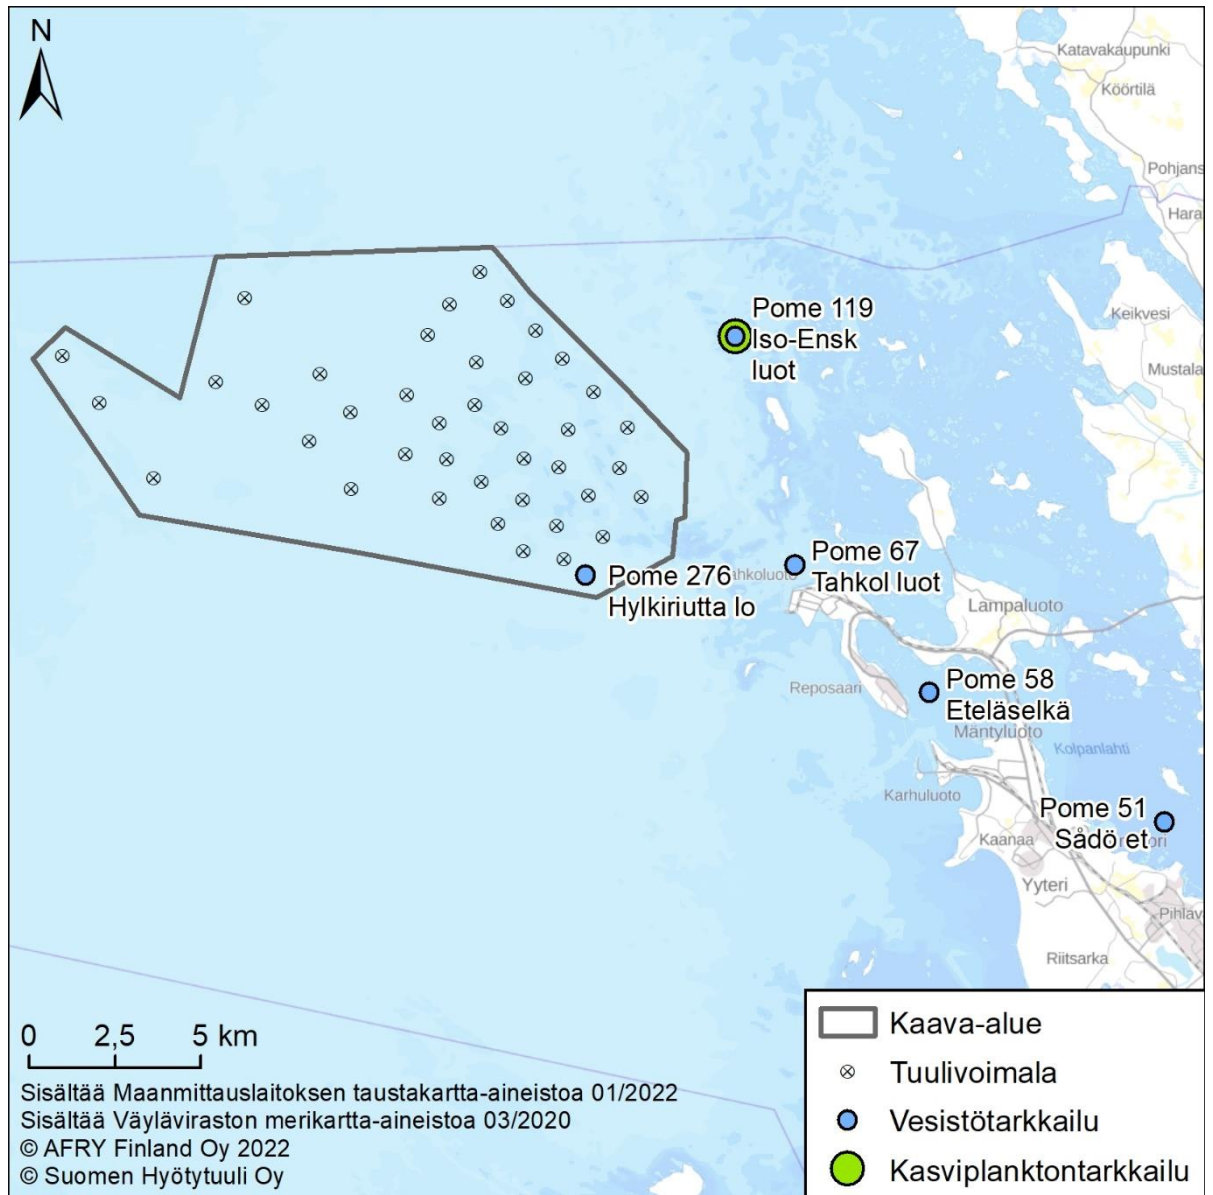 N
Katavakaupunki
Köörtilä
Pohjans
Hara
Keikvesi
Mustala
Pome 119
Iso-Ensk
luot
Pome 67
Tahkol luot
ahkoluoto
Pome 276
Hylkiriutta lo
Lampaluoto
Reposaari
Pome 58
Eteläselkä
Mäntyluoto
Kolpanlahti
Karhuluoto
Pome 51
Sådö et
Kaanaa
Yyteri
Pihlav
Riitsarka
0 2,5 5 km
Sisältää Maanmittauslaitoksen taustakartta-aineistoa 01/2022
Sisältää Väyläviraston merikartta-aineistoa 03/2020
© AFRY Finland Oy 2022
© Suomen Hyötytuuli Oy
Kaava-alue
Tuulivoimala
Vesistötarkkailu
Kasviplanktontarkkailu